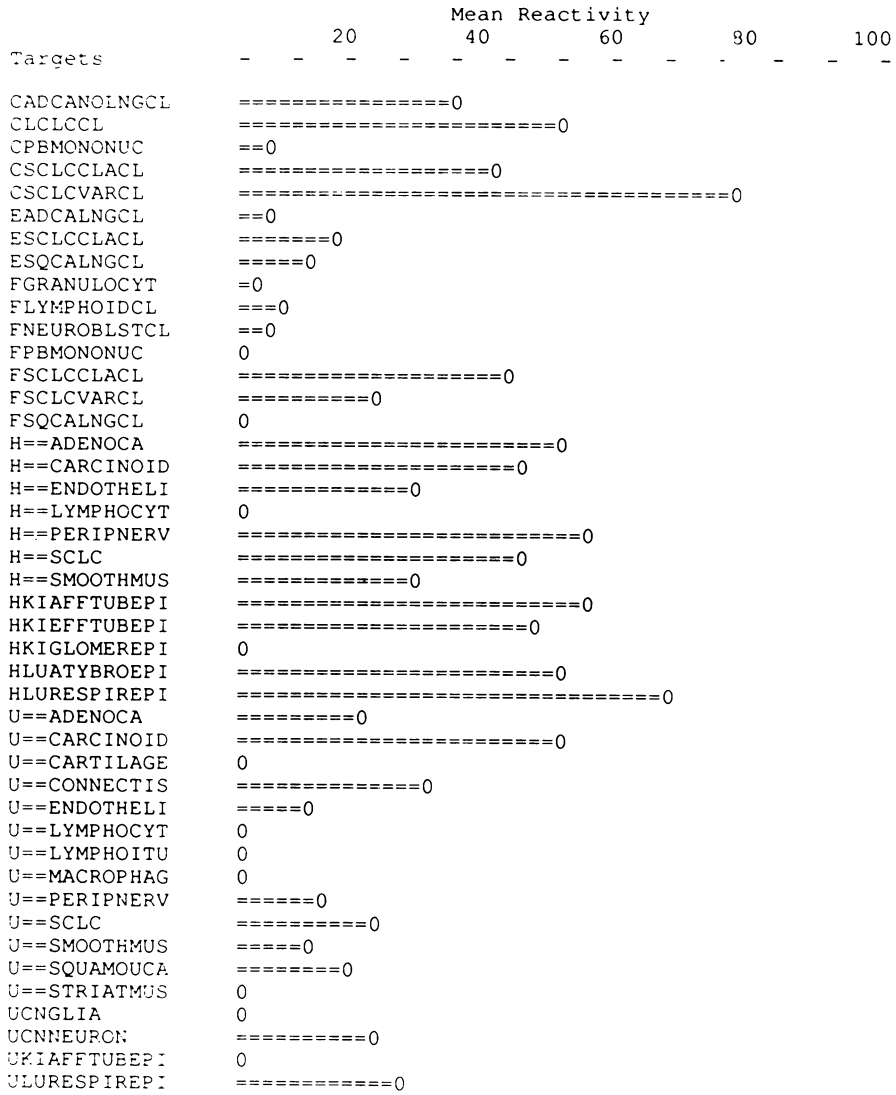 Mean Reactivity
20 40 60 80 100
Targets - - - - - - - - - - - - -
CADCANOLNGCL ================0
CLCLCCL ========================0
CPBMONONUC ==0
CSCLCCLACL ===================0
CSCLCVARCL =====================================0
EADCALNGCL ==0
ESCLCCLACL =======0
ESQCALNGCL =====0
FGRANULOCYT =0
FLYMPHOIDCL ===0
FNEUROBLSTCL ==0
FPBMONONUC 0
FSCLCCLACL ====================0
FSCLCVARCL ==========0
FSQCALNGCL 0
H==ADENOCA ========================0
H==CARCINOID =====================0
H==ENDOTHELI =============0
H==LYMPHOCYT 0
H==PERIPNERV ==========================0
H==SCLC =====================0
H==SMOOTHMUS =============0
HKIAFFTUBEPI ==========================0
HKIEFFTUBEPI ======================0
HKIGLOMEREPI 0
HLUATYBROEPI ========================0
HLURESPIREPI ================================0
U==ADENOCA =========0
U==CARCINOID ========================0
U==CARTILAGE 0
U==CONNECTIS ==============0
U==ENDOTHELI =====0
U==LYMPHOCYT 0
U==LYMPHOITU 0
U==MACROPHAG 0
U==PERIPNERV ======0
U==SCLC ==========0
U==SMOOTHMUS =====0
U==SQUAMOUCA ========0
U==STRIATMUS 0
UCNGLIA 0
UCNNEURON ==========0
UKIAFFTUBEPI 0
ULURESPIREPI ============0